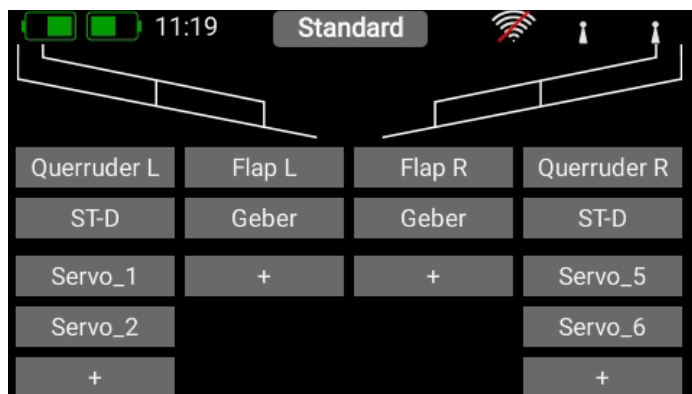 11:19 Standard
Querruder L Flap L Flap R Querruder R
ST-D Geber Geber ST-D
Servo_1 + + Servo_5
Servo_2 Servo_6
+ +